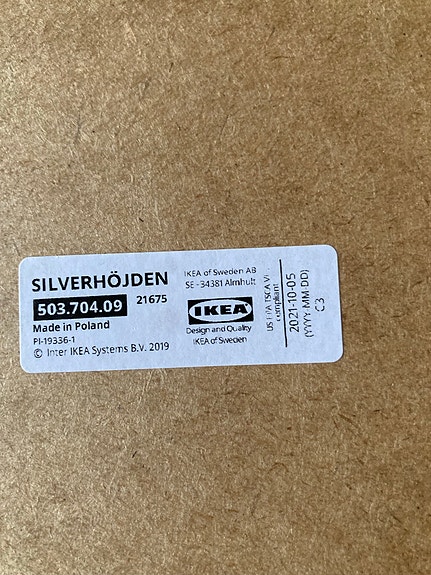 SILVERHÖJDEN
503.704.09
21675
Made in Poland
PI-19336-1
© Inter IKEA Systems B.V. 2019
IKEA of Sweden AB
SE - 34381 Älmhult
IKEA
Design and Quality
IKEA of Sweden
US EPA TSCA VI
compliant
2021-10-05
(YYYY MM-DD)
C3